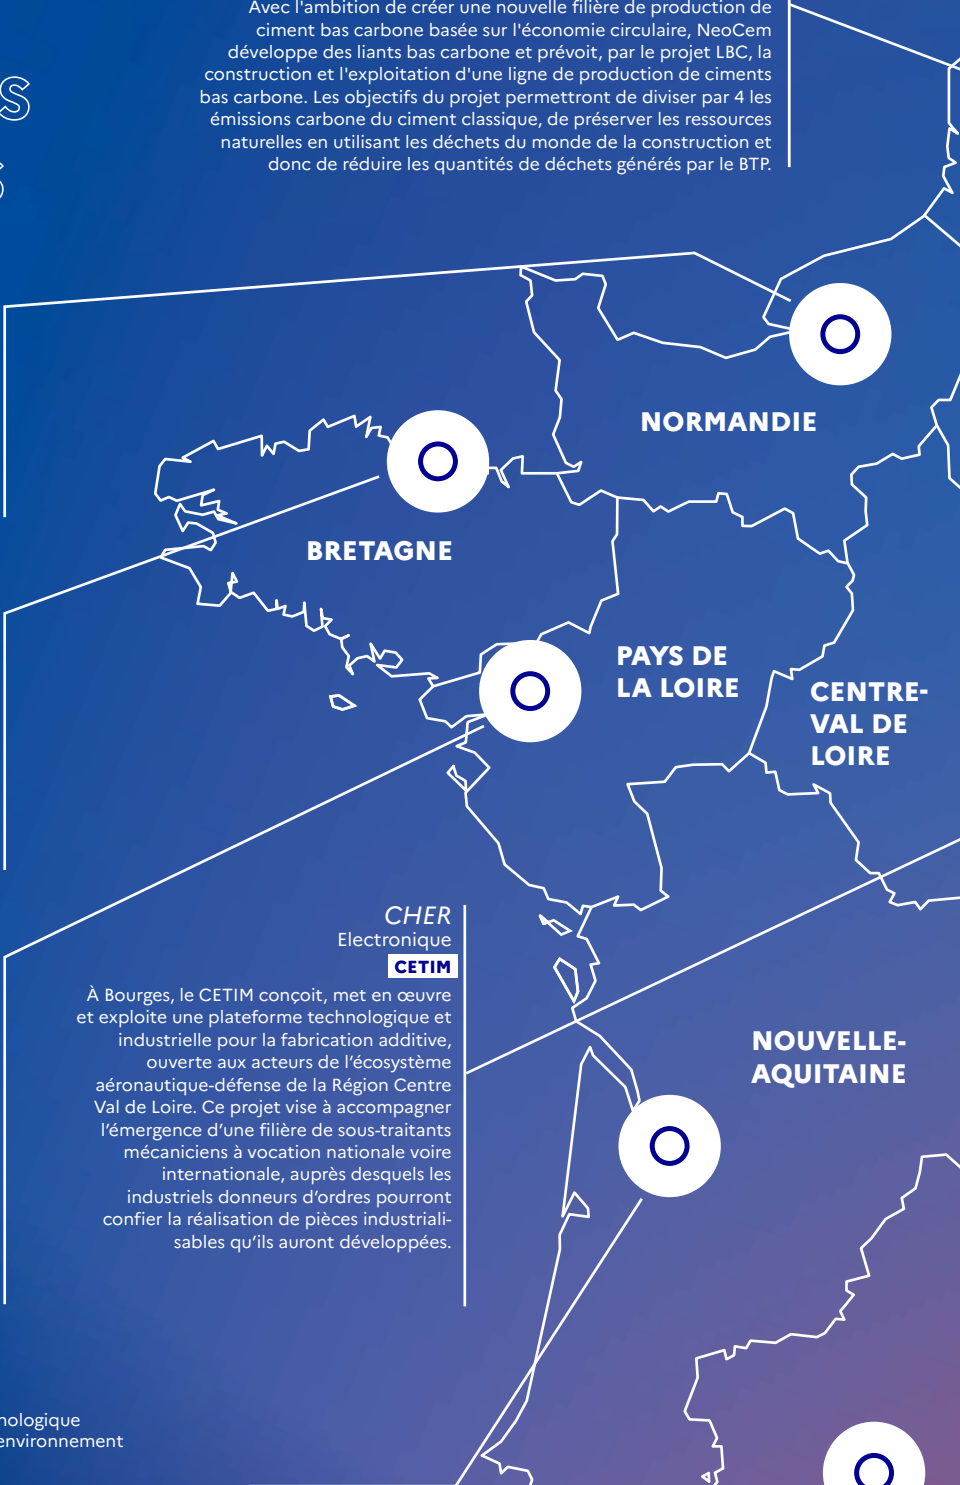 Avec l'ambition de créer une nouvelle filière de production de
ciment bas carbone basée sur l'économie circulaire, NeoCem
développe des liants bas carbone et prévoit, par le projet LBC, la
construction et l'exploitation d'une ligne de production de ciments
bas carbone. Les objectifs du projet permettront de diviser par 4 les
émissions carbone du ciment classique, de préserver les ressources
naturelles en utilisant les déchets du monde de la construction et
donc de réduire les quantités de déchets générés par le BTP.
NORMANDIE
BRETAGNE
PAYS DE
LA LOIRE
CENTRE-
VAL DE
LOIRE
CHER
Electronique
CETIM
À Bourges, le CETIM conçoit, met en œuvre
et exploite une plateforme technologique et
industrielle pour la fabrication additive,
ouverte aux acteurs de l’écosystème
aéronautique-défense de la Région Centre
Val de Loire. Ce projet vise à accompagner
l’émergence d’une filière de sous-traitants
mécaniciens à vocation nationale voire
internationale, auprès desquels les
industriels donneurs d’ordres pourront
confier la réalisation de pièces industriali-
sables qu’ils auront développées.
NOUVELLE-
AQUITAINE
nologique
environnement